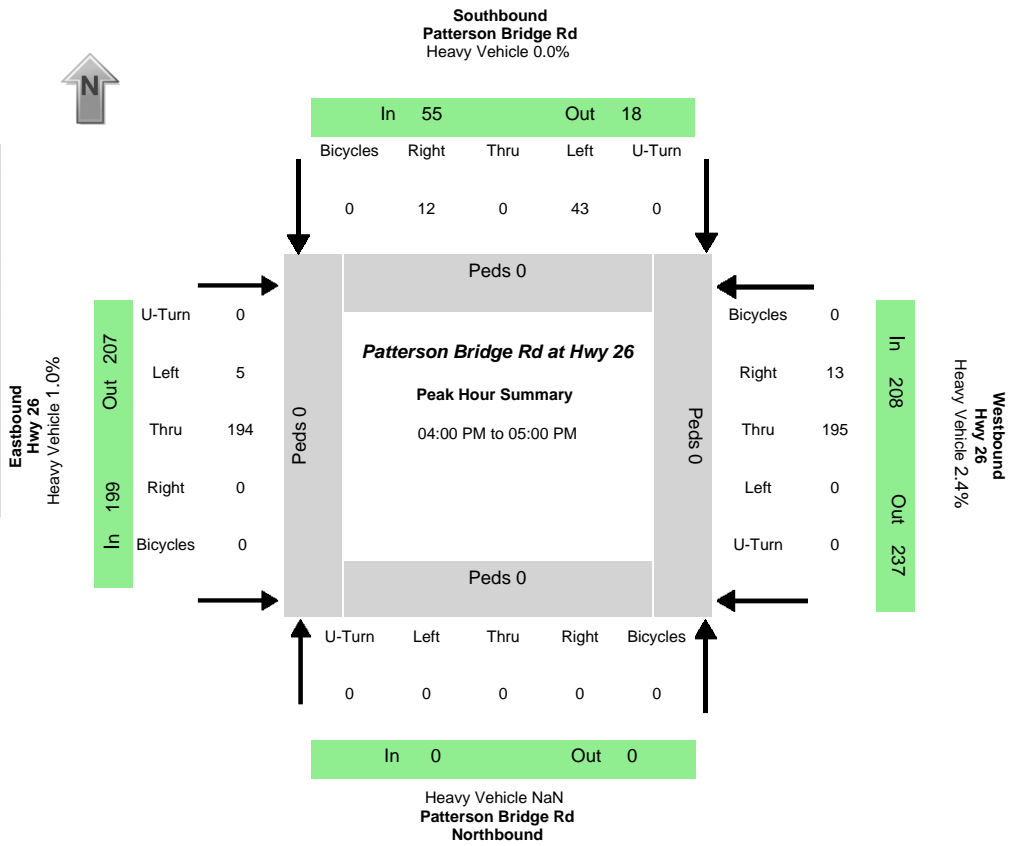 Southbound
Patterson Bridge Rd
Heavy Vehicle 0.0%
N
In 55 Out 18
Bicycles Right Thru Left U-Turn
0 12 0 43 0
Peds 0
Eastbound
Hwy 26
Heavy Vehicle 1.0%
In 199 Out 207
U-Turn 0
Left 5
Thru 194
Right 0
Bicycles 0
Peds 0
Patterson Bridge Rd at Hwy 26
Peak Hour Summary
04:00 PM to 05:00 PM
Peds 0
Bicycles 0
Right 13
Thru 195
Left 0
U-Turn 0
In 208 Out 237
Westbound
Hwy 26
Heavy Vehicle 2.4%
Peds 0
U-Turn Left Thru Right Bicycles
0 0 0 0 0
In 0 Out 0
Heavy Vehicle NaN
Patterson Bridge Rd
Northbound